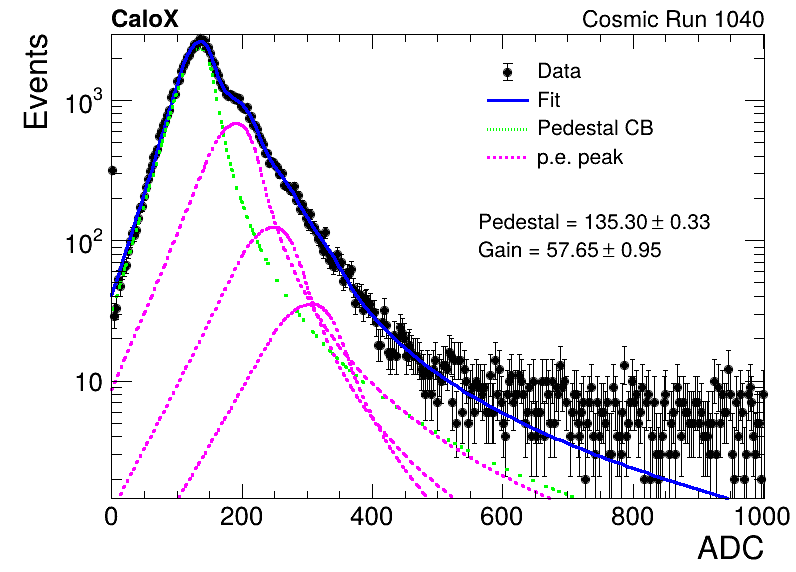 CaloX Cosmic Run 1040
Events
Data
Fit
Pedestal CB
p.e. peak
Pedestal = 135.30 ± 0.33
Gain = 57.65 ± 0.95
10³
10²
10
0 200 400 600 800 1000
ADC